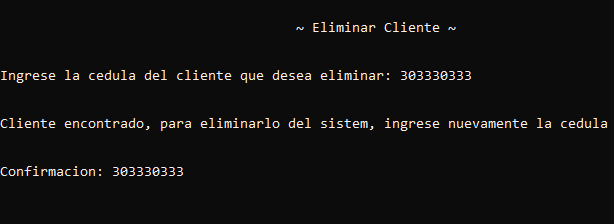 ~ Eliminar Cliente ~
Ingrese la cedula del cliente que desea eliminar: 303330333
Cliente encontrado, para eliminarlo del sistem, ingrese nuevamente la cedula
Confirmacion: 303330333